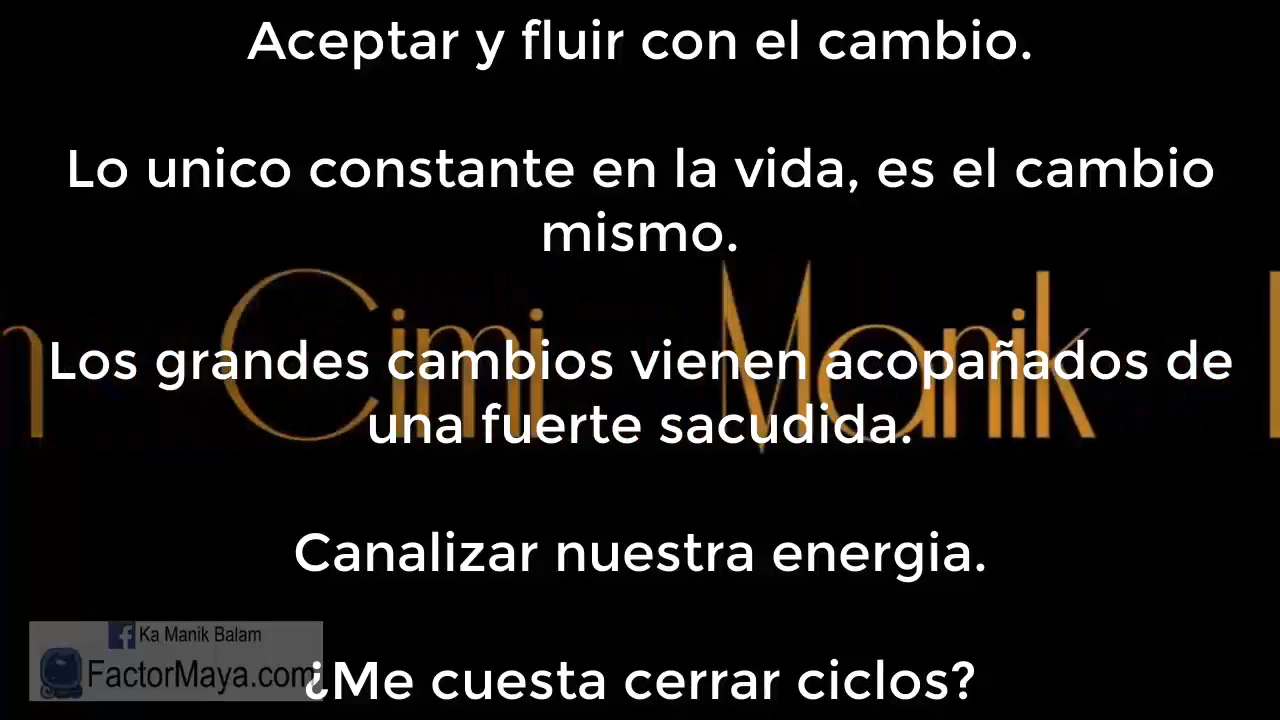 Aceptar y fluir con el cambio.
Lo unico constante en la vida, es el cambio
mismo.
Cimi Manik
Los grandes cambios vienen acopañados de
una fuerte sacudida.
Canalizar nuestra energia.
Ka Manik Balam
FactorMaya.com
¿Me cuesta cerrar ciclos?